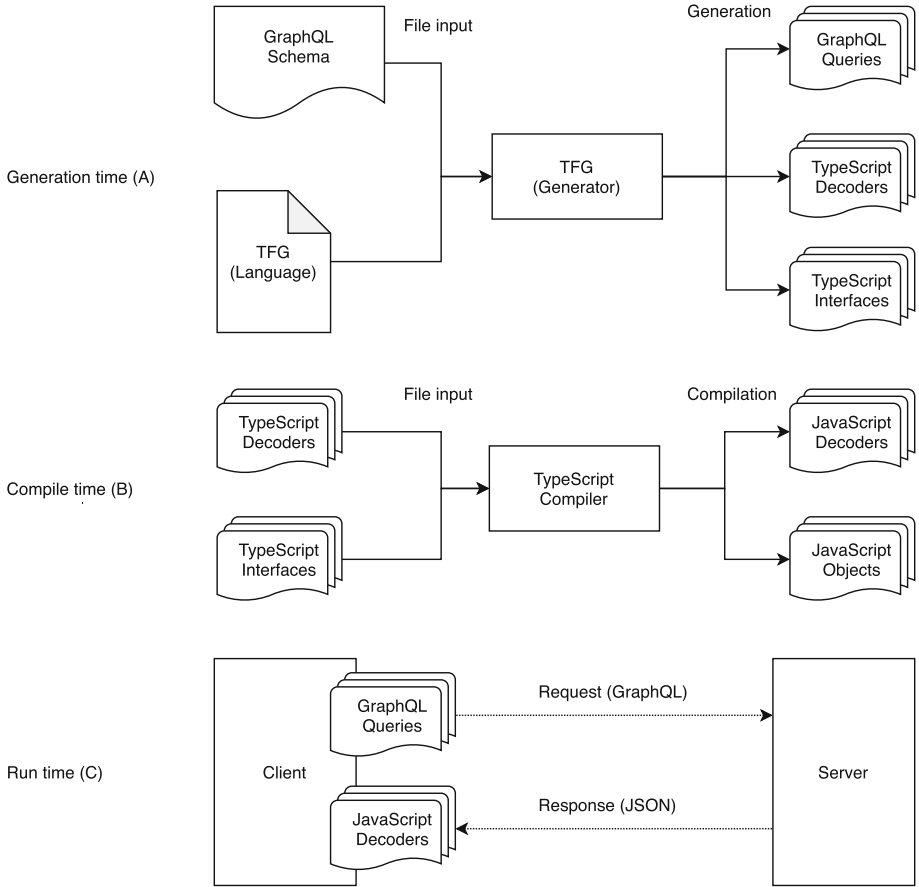 File input
Generation
GraphQL
Schema
GraphQL
Queries
Generation time (A)
TFG
(Generator)
TypeScript
Decoders
TFG
(Language)
TypeScript
Interfaces
File input
Compilation
TypeScript
Decoders
JavaScript
Decoders
Compile time (B)
TypeScript
Compiler
TypeScript
Interfaces
JavaScript
Objects
Request (GraphQL)
GraphQL
Queries
Run time (C)
Client
Server
Response (JSON)
JavaScript
Decoders